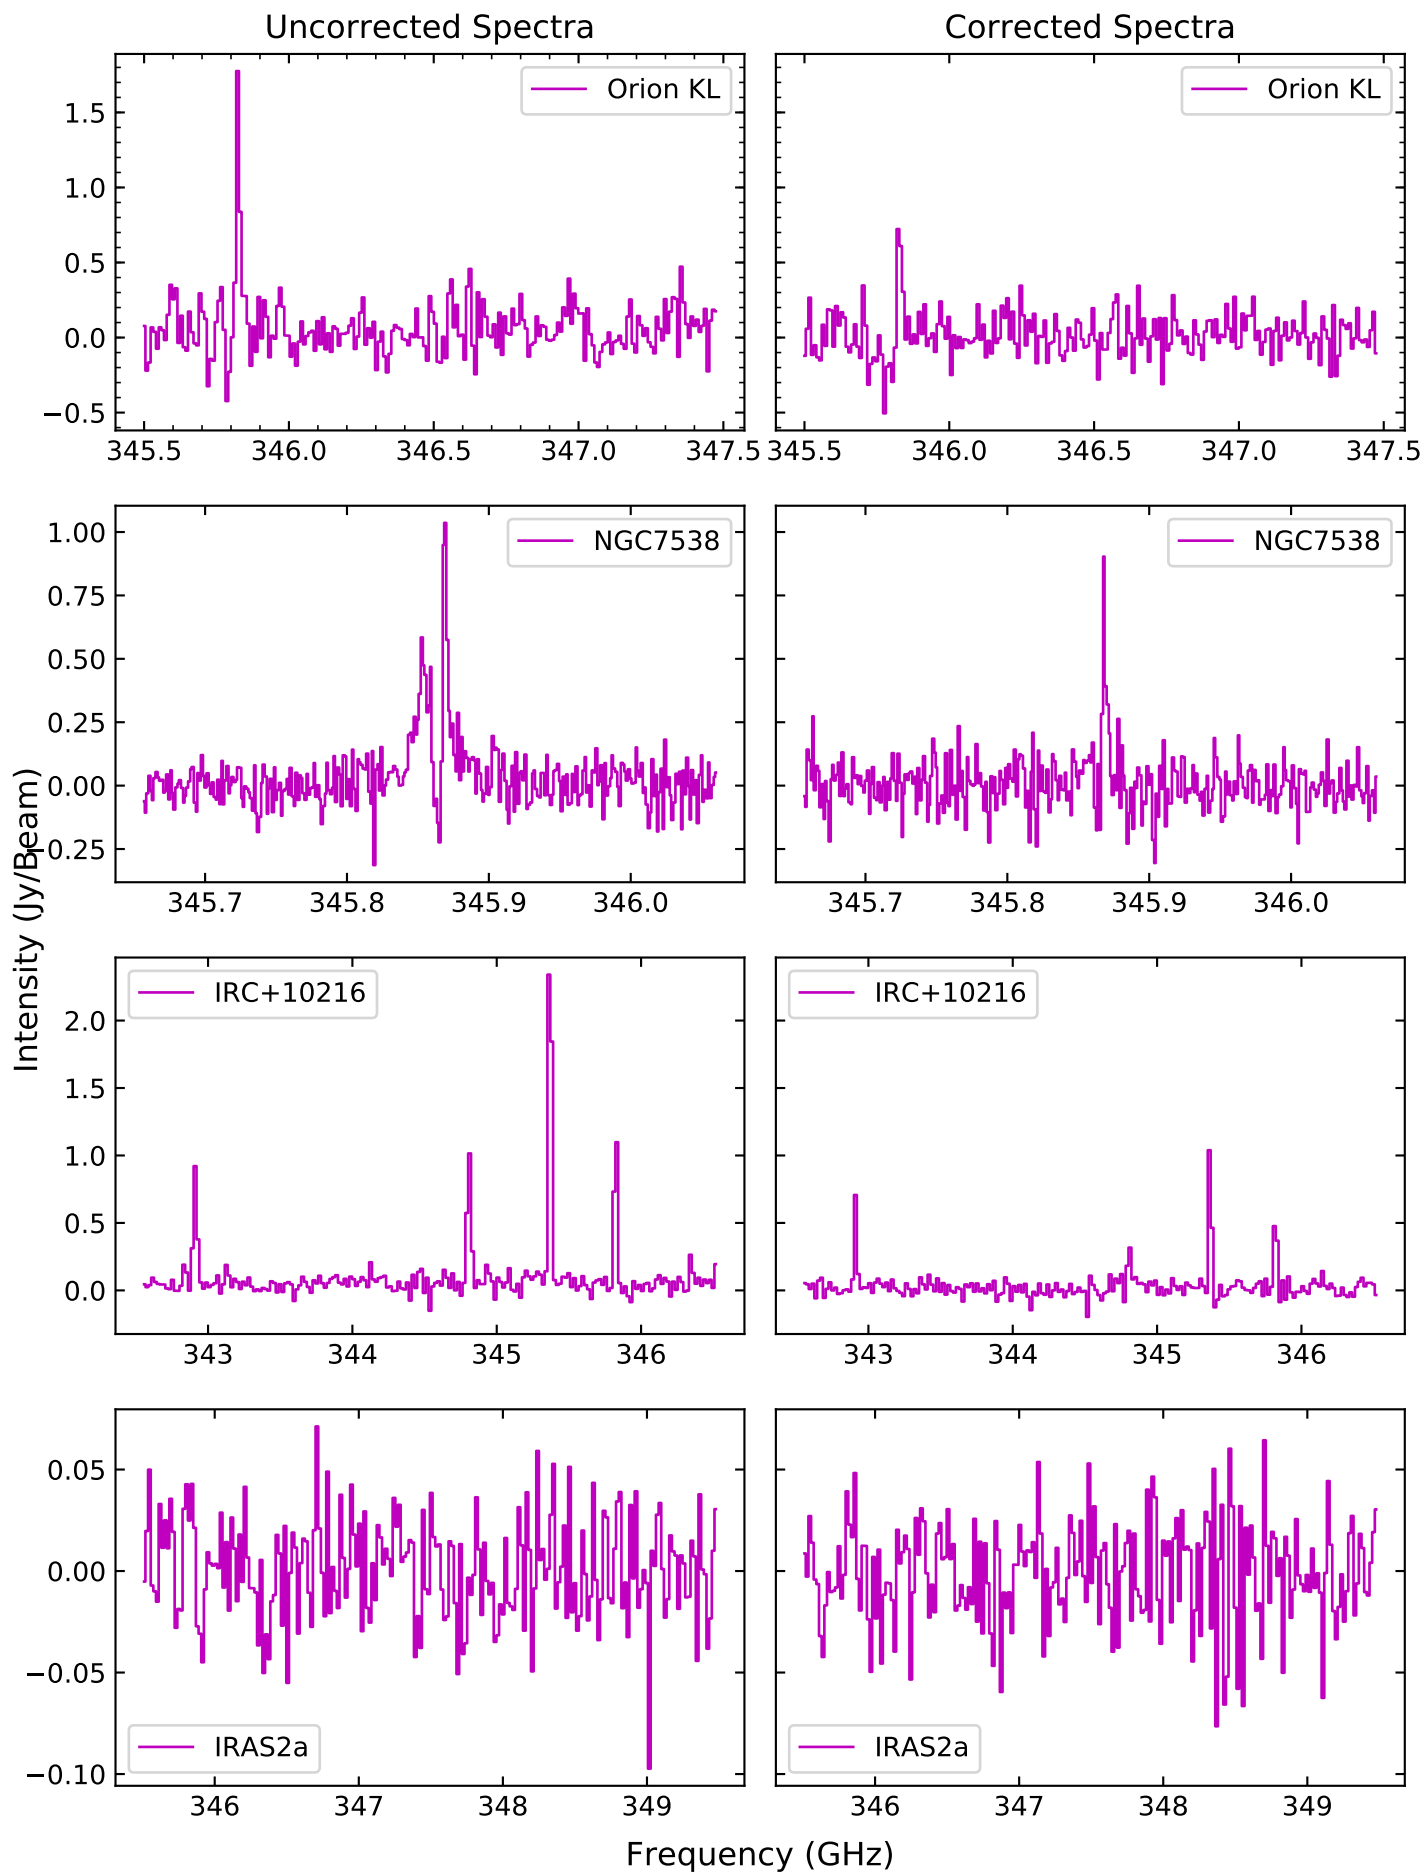 Uncorrected Spectra
Corrected Spectra
Orion KL
Orion KL
1.5
1.0
0.5
0.0
−0.5
345.5 346.0 346.5 347.0 347.5
345.5 346.0 346.5 347.0 347.5
NGC7538
NGC7538
1.00
0.75
0.50
0.25
0.00
−0.25
345.7 345.8 345.9 346.0
345.7 345.8 345.9 346.0
Intensity (Jy/Beam)
IRC+10216
IRC+10216
2.0
1.5
1.0
0.5
0.0
343 344 345 346
343 344 345 346
0.05
0.00
−0.05
−0.10
IRAS2a
IRAS2a
346 347 348 349
346 347 348 349
Frequency (GHz)